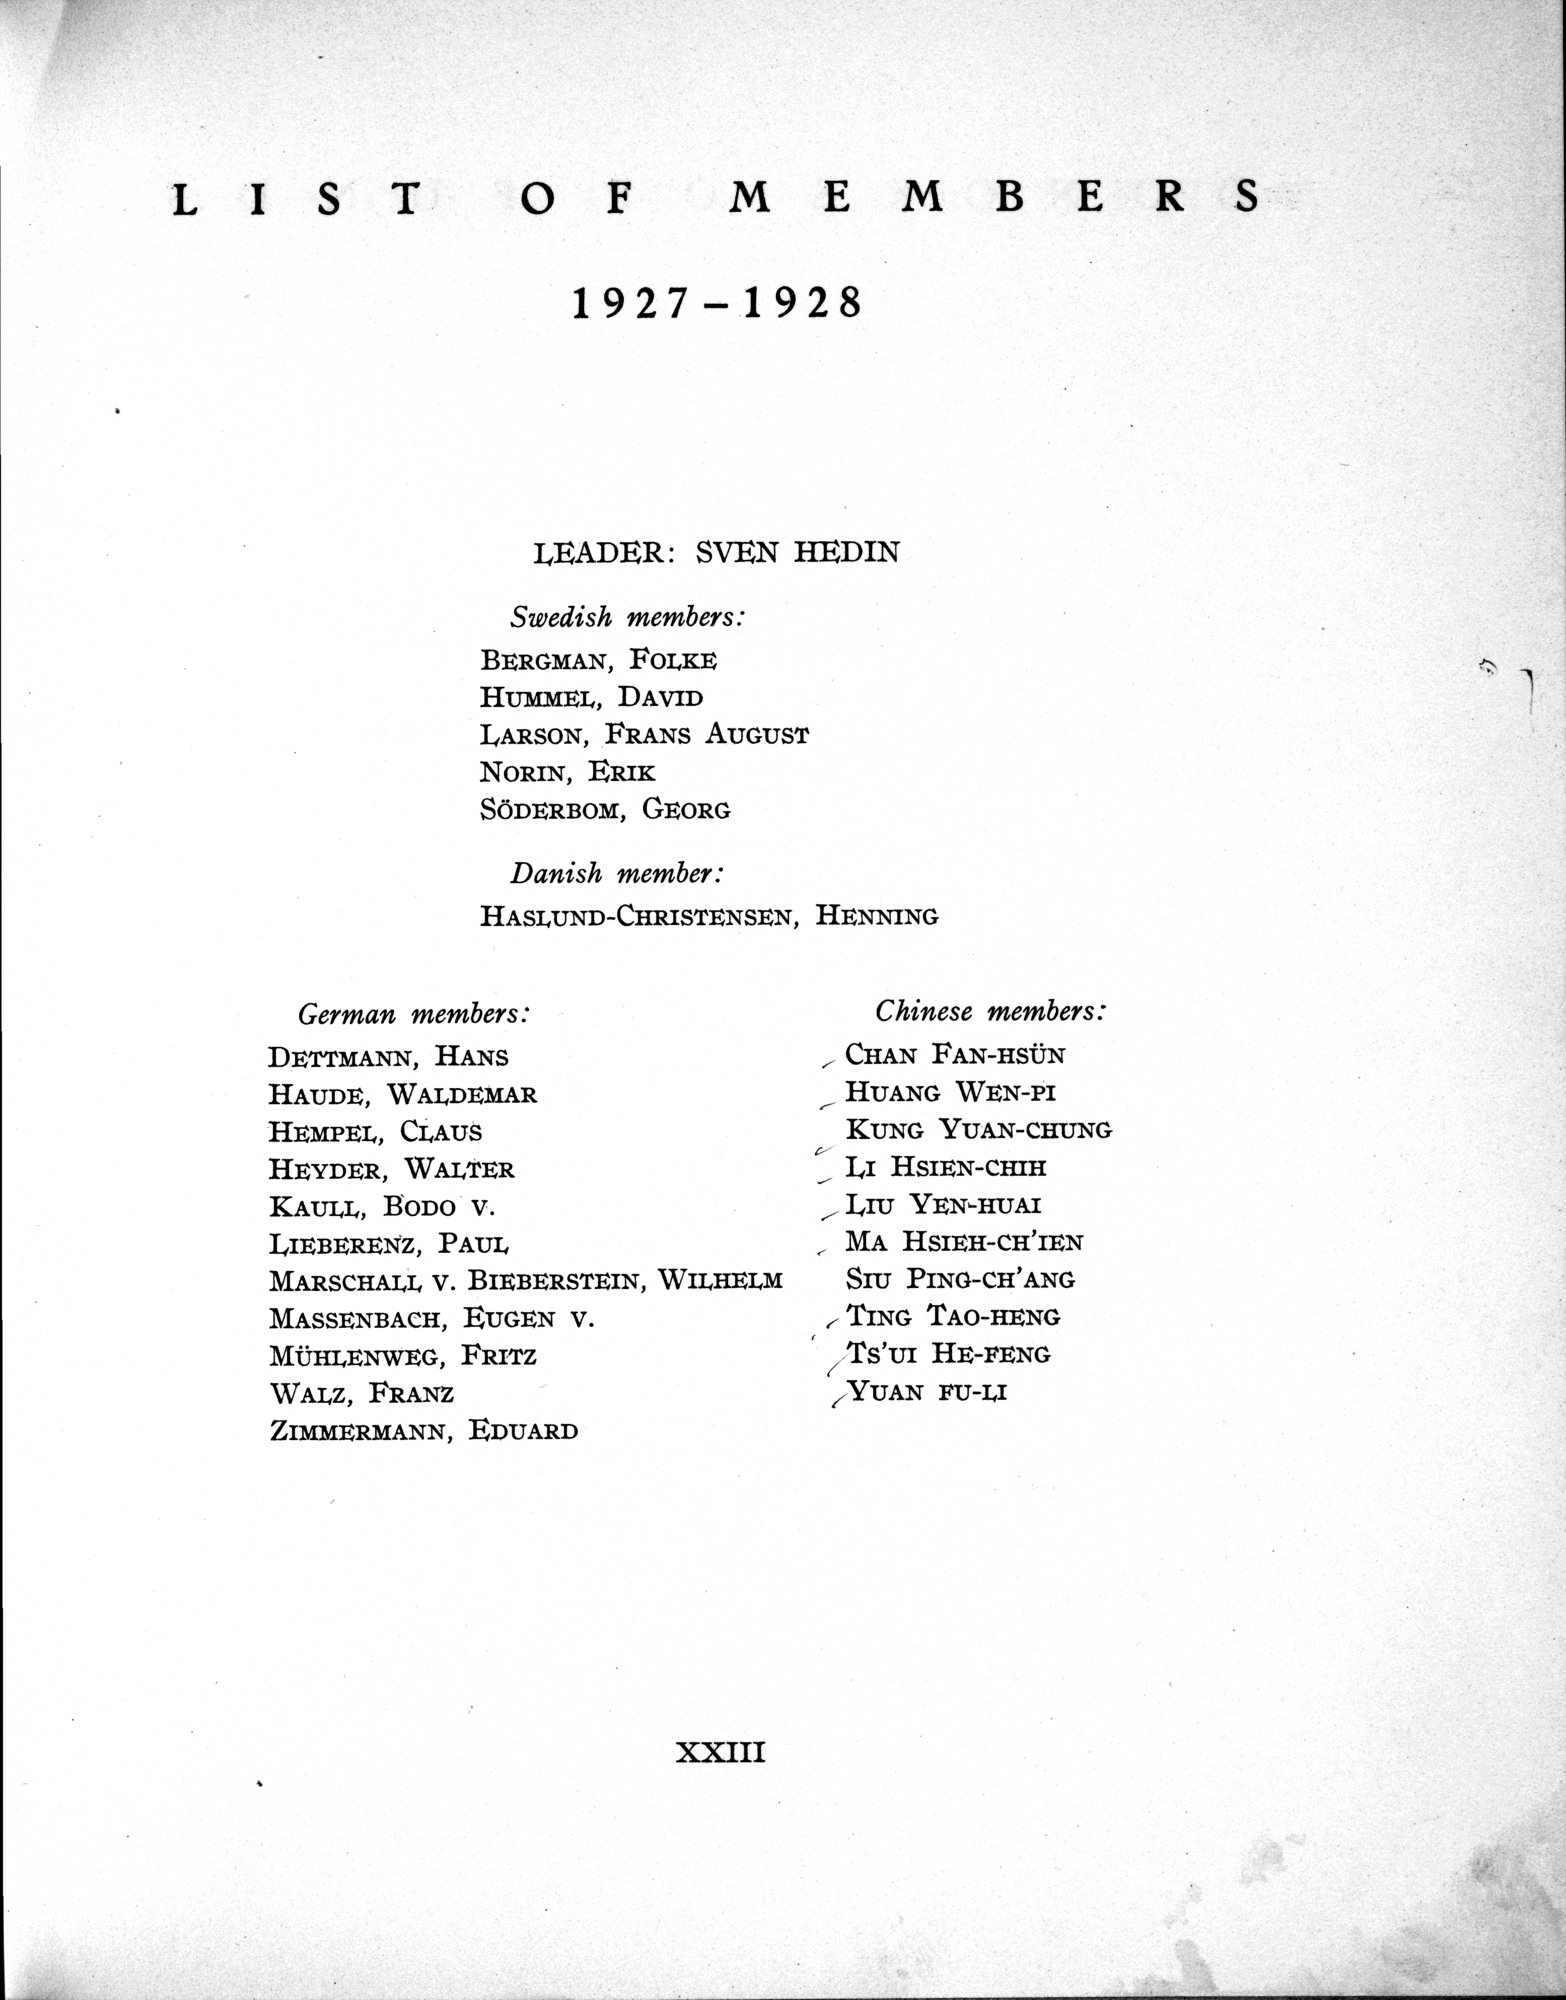 LIST OF MEMBERS
1927–1928
LEADER: SVEN HEDIN
Swedish members:
BERGMAN, FOLKE
HUMMEL, DAVID
LARSON, FRANS AUGUST
NORIN, ERIK
SÖDERBOM, GEORG
Danish member:
HASLUND-CHRISTENSEN, HENNING
German members:
DETTMANN, HANS
HAUDE, WALDEMAR
HEMPEL, CLAUS
HEYDER, WALTER
KAULL, BODO V.
LIEBERENZ, PAUL
MARSCHALL V. BIEBERSTEIN, WILHELM
MASSENBACH, EUGEN V.
MÜHLENWEG, FRITZ
WALZ, FRANZ
ZIMMERMANN, EDUARD
Chinese members:
CHAN FAN-HSÜN
HUANG WEN-PI
KUNG YUAN-CHUNG
LI HSIEN-CHIH
LIU YEN-HUAI
MA HSIEH-CH'IEN
SIU PING-CH'ANG
TING TAO-HENG
TS'UI HE-FENG
YUAN FU-LI
XXIII